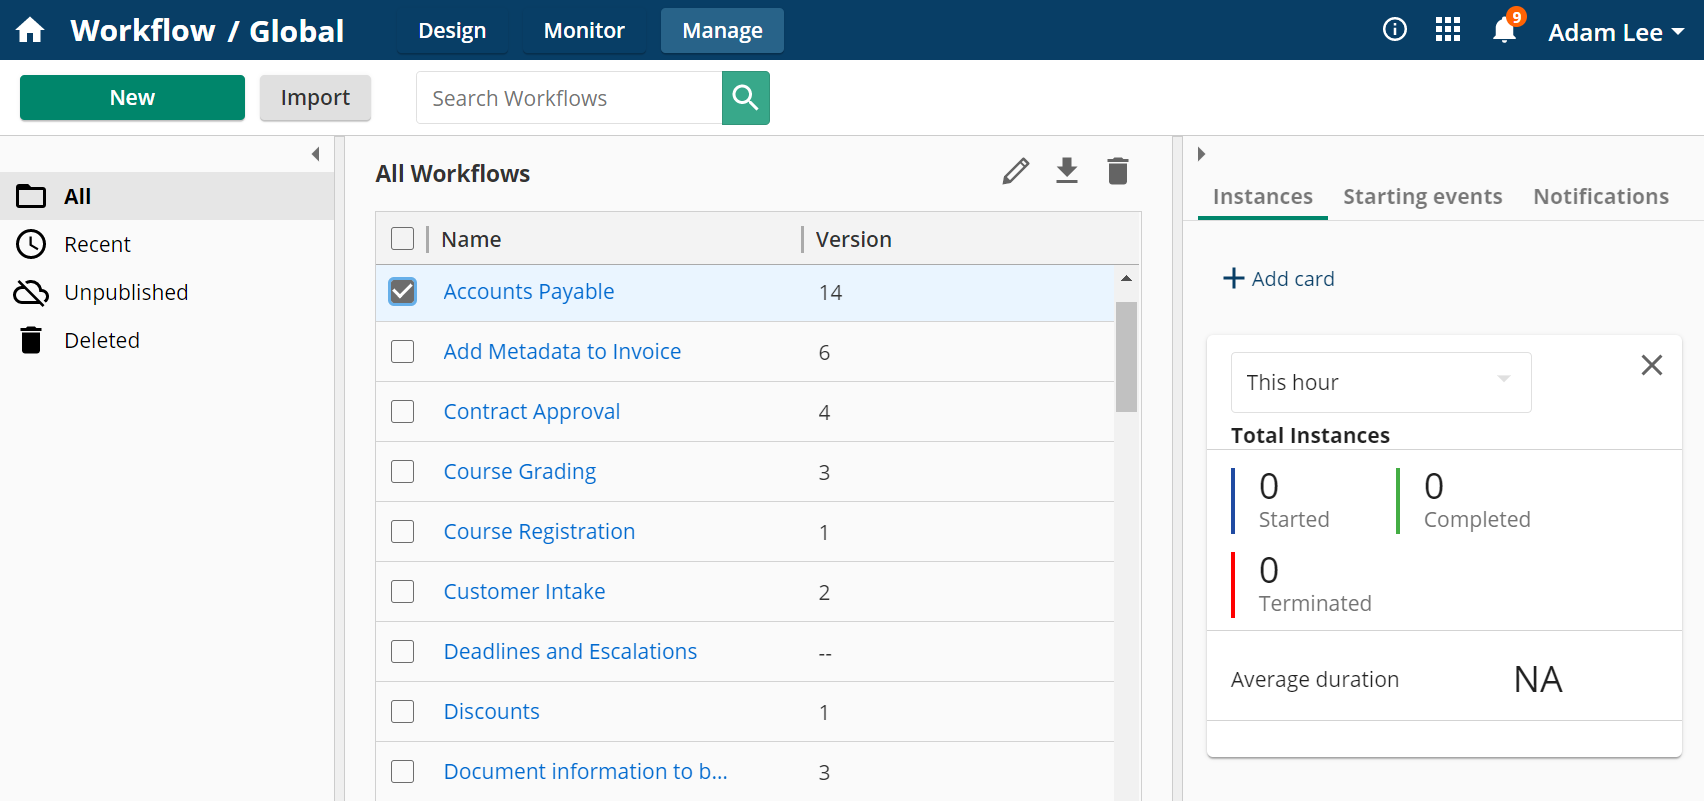 Workflow / Global
Design
Monitor
Manage
9
Adam Lee
New
Import
Search Workflows
All
Recent
Unpublished
Deleted
All Workflows
Name Version
Accounts Payable 14
Add Metadata to Invoice 6
Contract Approval 4
Course Grading 3
Course Registration 1
Customer Intake 2
Deadlines and Escalations --
Discounts 1
Document information to b... 3
Instances Starting events Notifications
Add card
This hour
Total Instances
0 0
Started Completed
0
Terminated
Average duration NA